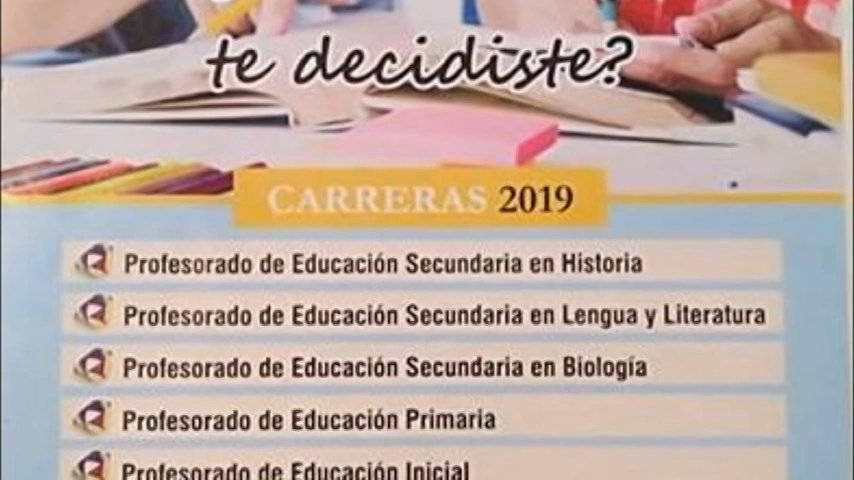 te decidiste?
CARRERAS 2019
Profesorado de Educación Secundaria en Historia
Profesorado de Educación Secundaria en Lengua y Literatura
Profesorado de Educación Secundaria en Biología
Profesorado de Educación Primaria
Profesorado de Educación Inicial